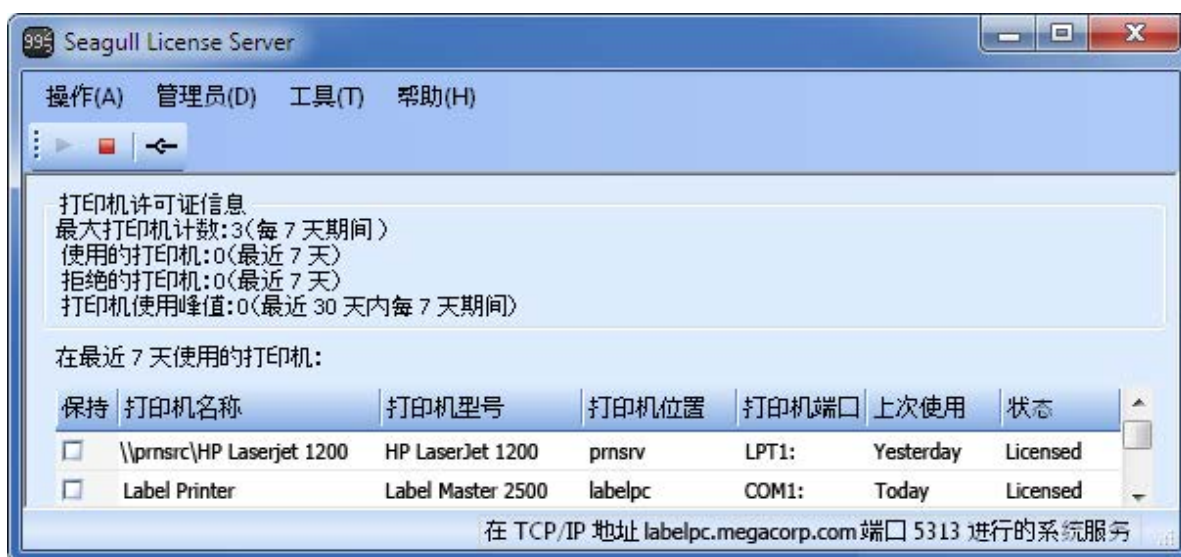 Seagull License Server
操作(A) 管理员(D) 工具(T) 帮助(H)
打印机许可证信息
最大打印机计数:3(每 7 天期间)
使用的打印机:0(最近 7 天)
拒绝的打印机:0(最近 7 天)
打印机使用峰值:0(最近 30 天内每 7 天期间)
在最近 7 天使用的打印机:
保持 打印机名称 打印机型号 打印机位置 打印机端口 上次使用 状态
\\prnsrc\HP Laserjet 1200 HP LaserJet 1200 prnsrv LPT1: Yesterday Licensed
Label Printer Label Master 2500 labelpc COM1: Today Licensed
在 TCP/IP 地址 labelpc.megacorp.com 端口 5313 进行的系统服务